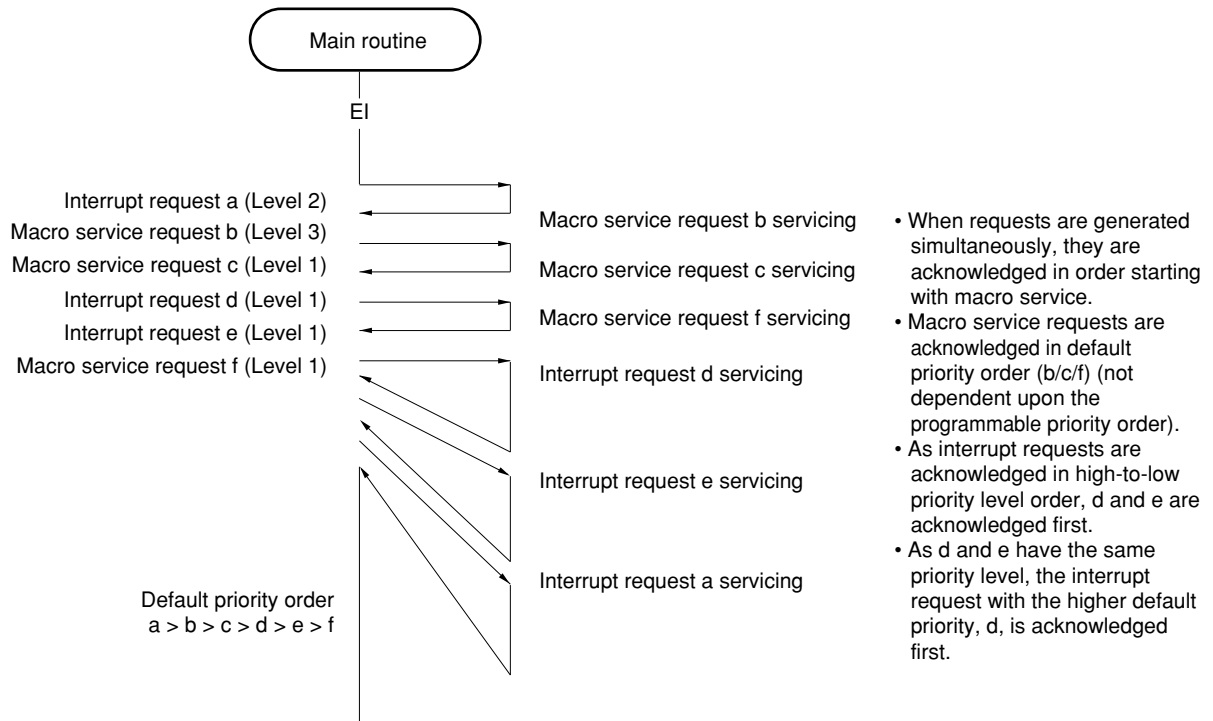 Main routine
EI
Interrupt request a (Level 2)
Macro service request b (Level 3)
Macro service request c (Level 1)
Interrupt request d (Level 1)
Interrupt request e (Level 1)
Macro service request f (Level 1)
Macro service request b servicing
Macro service request c servicing
Macro service request f servicing
Interrupt request d servicing
Interrupt request e servicing
Interrupt request a servicing
Default priority order
a > b > c > d > e > f
• When requests are generated
simultaneously, they are
acknowledged in order starting
with macro service.
• Macro service requests are
acknowledged in default
priority order (b/c/f) (not
dependent upon the
programmable priority order).
• As interrupt requests are
acknowledged in high-to-low
priority level order, d and e are
acknowledged first.
• As d and e have the same
priority level, the interrupt
request with the higher default
priority, d, is acknowledged
first.